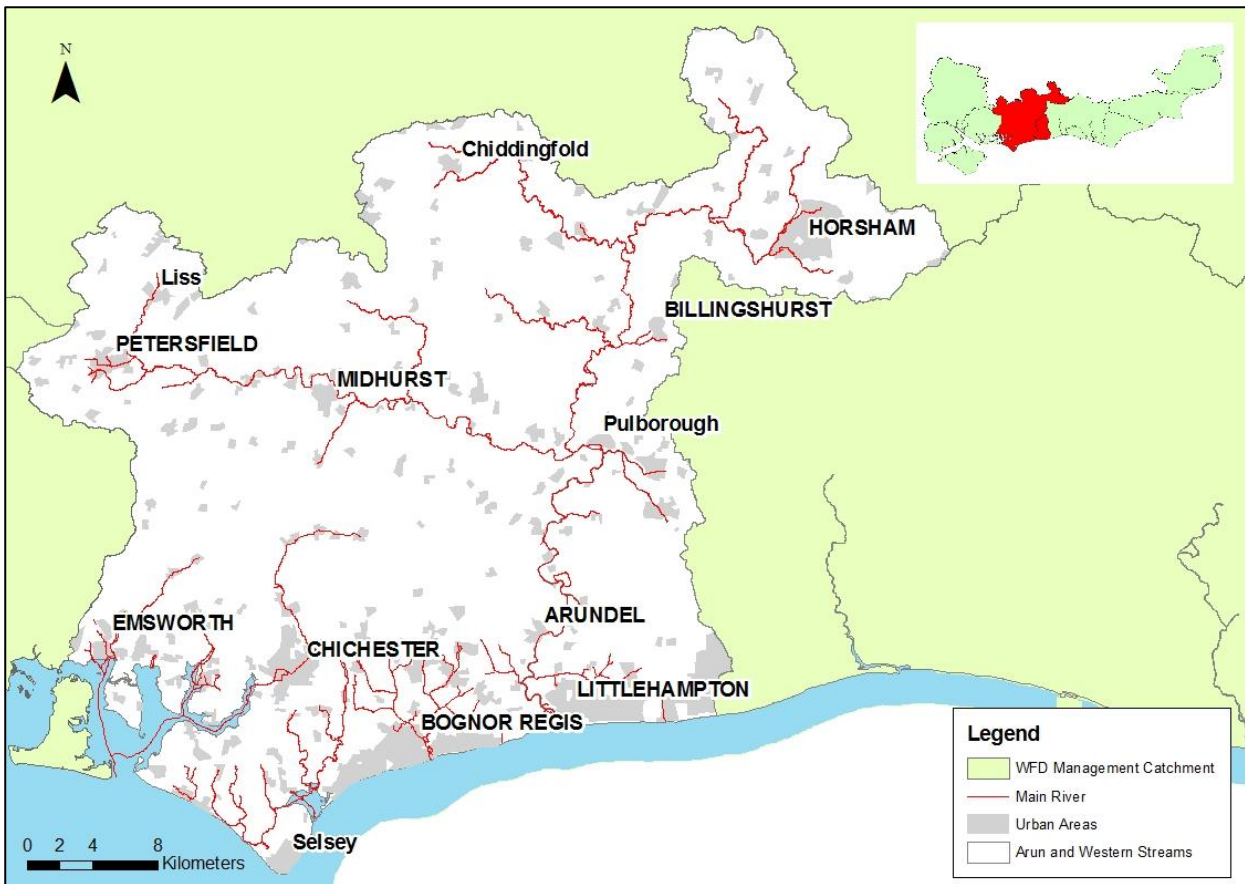 N
Chiddingfold
HORSHAM
Liss
BILLINGSHURST
PETERSFIELD
MIDHURST
Pulborough
EMSWORTH
ARUNDEL
CHICHESTER
LITTLEHAMPTON
BOGNOR REGIS
Selsey
0 2 4 8
Kilometers
Legend
WFD Management Catchment
Main River
Urban Areas
Arun and Western Streams